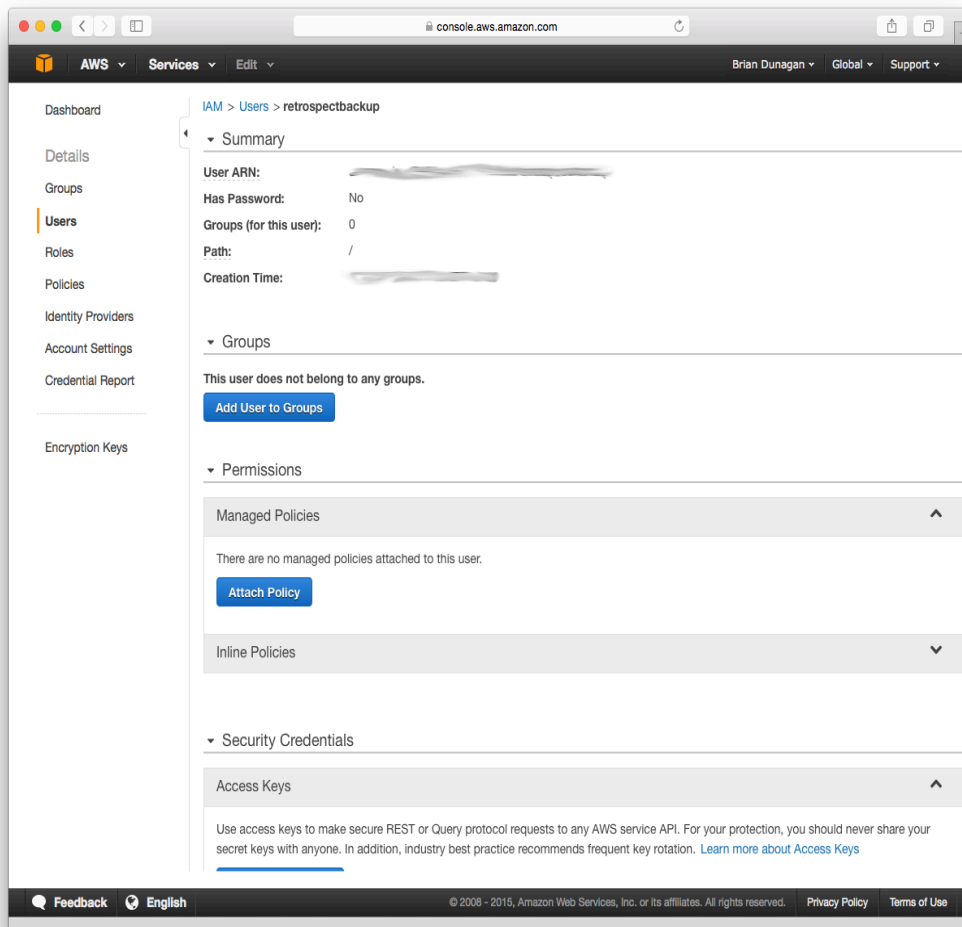 console.aws.amazon.com
AWS Services Edit Brian Dunagan Global Support
Dashboard
Details
Groups
Users
Roles
Policies
Identity Providers
Account Settings
Credential Report
Encryption Keys
IAM > Users > retrospectbackup
Summary
User ARN:
Has Password: No
Groups (for this user): 0
Path: /
Creation Time:
Groups
This user does not belong to any groups.
Add User to Groups
Permissions
Managed Policies
There are no managed policies attached to this user.
Attach Policy
Inline Policies
Security Credentials
Access Keys
Use access keys to make secure REST or Query protocol requests to any AWS service API. For your protection, you should never share your
secret keys with anyone. In addition, industry best practice recommends frequent key rotation. Learn more about Access Keys
Feedback English © 2008 - 2015, Amazon Web Services, Inc. or its affiliates. All rights reserved. Privacy Policy Terms of Use